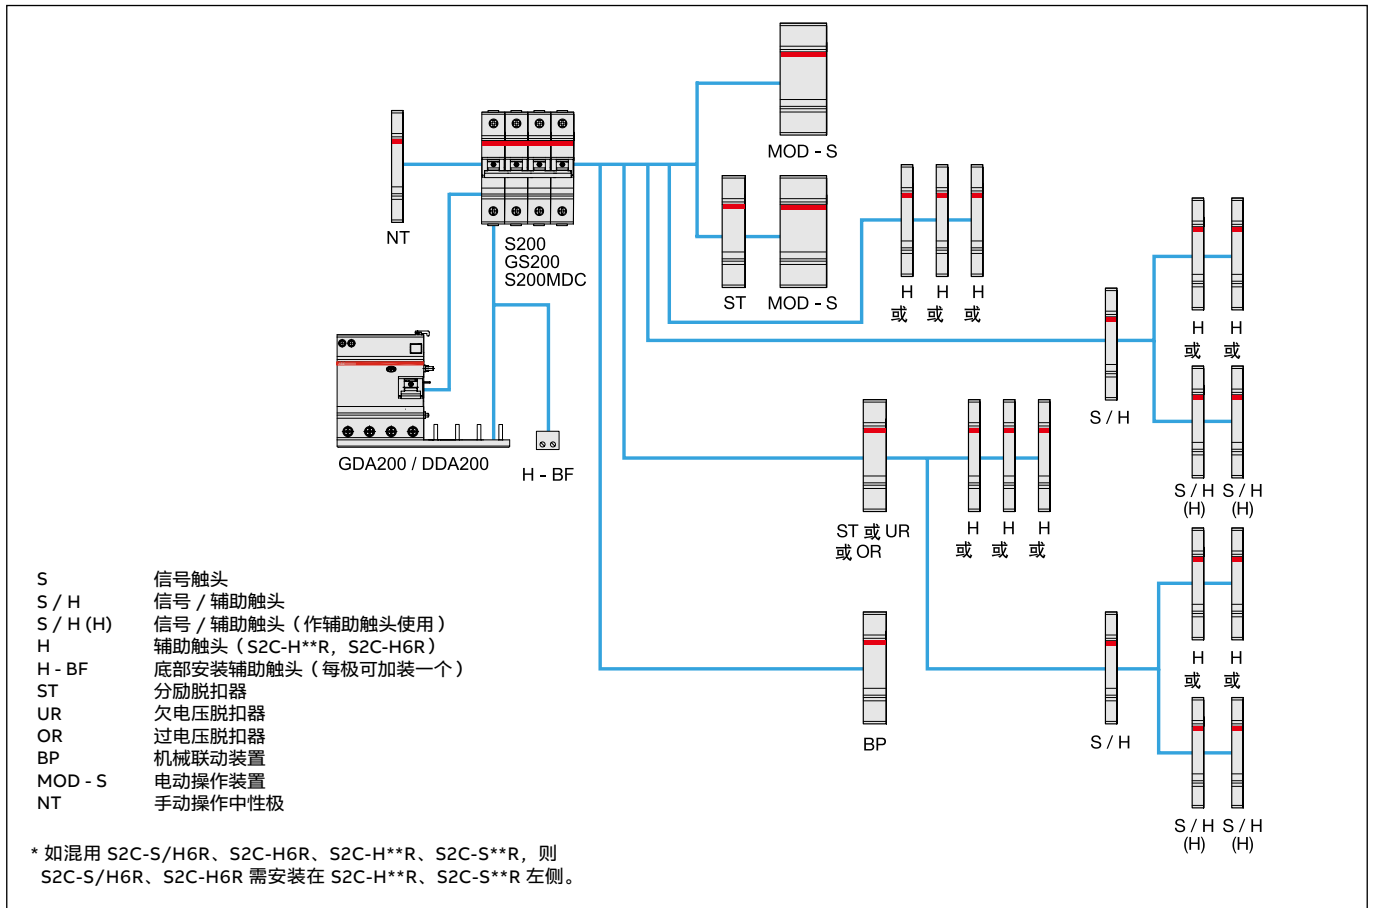 MOD - S
NT
S200
GS200
S200MDC
ST
MOD - S
H
或
H
或
H
或
H
或
H
或
S / H
GDA200 / DDA200
H - BF
S / H
(H)
S / H
(H)
ST 或 UR
或 OR
H
或
H
或
H
或
H
或
H
或
BP
S / H
S / H
(H)
S / H
(H)
S 信号触头
S / H 信号 / 辅助触头
S / H (H) 信号 / 辅助触头（作辅助触头使用）
H 辅助触头（S2C-H**R，S2C-H6R）
H - BF 底部安装辅助触头（每极可加装一个）
ST 分励脱扣器
UR 欠电压脱扣器
OR 过电压脱扣器
BP 机械联动装置
MOD - S 电动操作装置
NT 手动操作中性极
* 如混用 S2C-S/H6R、S2C-H6R、S2C-H**R、S2C-S**R，则
S2C-S/H6R、S2C-H6R 需安装在 S2C-H**R、S2C-S**R 左侧。